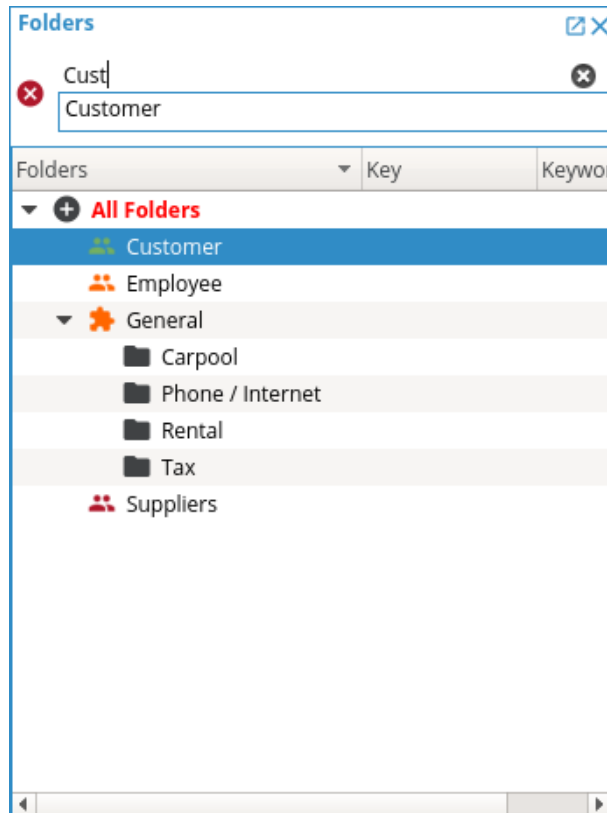 Folders
Cust
Customer
Folders Key Keywor
All Folders
Customer
Employee
General
Carpool
Phone / Internet
Rental
Tax
Suppliers